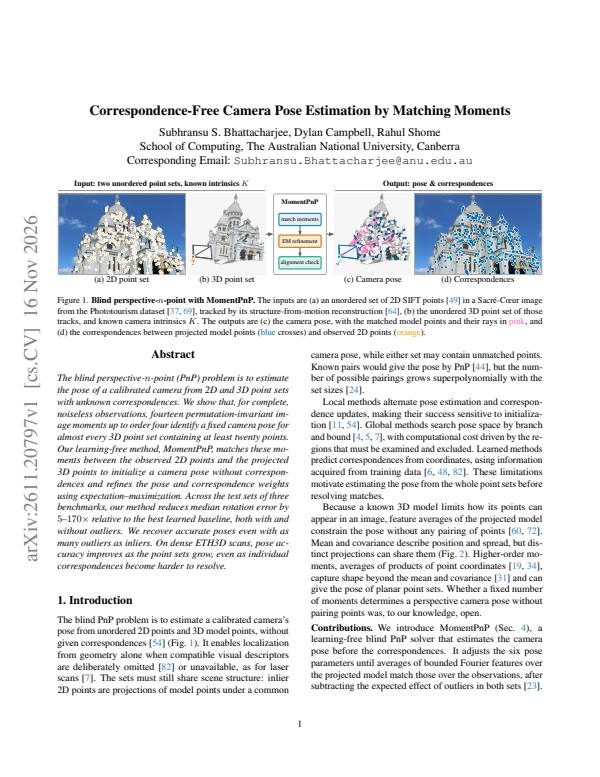 Correspondence-Free Camera Pose Estimation by Matching Moments
Subhransu S. Bhattacharjee, Dylan Campbell, Rahul Shome
School of Computing, The Australian National University, Canberra
Corresponding Email: Subhransu.Bhattacharjee@anu.edu.au
Input: two unordered point sets, known intrinsics K
Output: pose & correspondences
MomentPnP
match moments
EM refinement
alignment check
(a) 2D point set
(b) 3D point set
(c) Camera pose
(d) Correspondences
Figure 1. Blind perspective-n-point with MomentPnP. The inputs are (a) an unordered set of 2D SIFT points [49] in a Sacré-Cœur image
from the Phototourism dataset [37, 69], tracked by its structure-from-motion reconstruction [64], (b) the unordered 3D point set of those
tracks, and known camera intrinsics K. The outputs are (c) the camera pose, with the matched model points and their rays in pink, and
(d) the correspondences between projected model points (blue crosses) and observed 2D points (orange).
Abstract
The blind perspective-n-point (PnP) problem is to estimate
the pose of a calibrated camera from 2D and 3D point sets
with unknown correspondences. We show that, for complete,
noiseless observations, fourteen permutation-invariant im-
age moments up to order four identify a fixed camera pose for
almost every 3D point set containing at least twenty points.
Our learning-free method, MomentPnP, matches these mo-
ments between the observed 2D points and the projected
3D points to initialize a camera pose without correspon-
dences and refines the pose and correspondence weights
using expectation–maximization. Across the test sets of three
benchmarks, our method reduces median rotation error by
5–170× relative to the best learned baseline, both with and
without outliers. We recover accurate poses even with as
many outliers as inliers. On dense ETH3D scans, pose ac-
curacy improves as the point sets grow, even as individual
correspondences become harder to resolve.
1. Introduction
The blind PnP problem is to estimate a calibrated camera's
pose from unordered 2D points and 3D model points, without
given correspondences [54] (Fig. 1). It enables localization
from geometry alone when compatible visual descriptors
are deliberately omitted [82] or unavailable, as for laser
scans [7]. The sets must still share scene structure: inlier
2D points are projections of model points under a common
camera pose, while either set may contain unmatched points.
Known pairs would give the pose by PnP [44], but the num-
ber of possible pairings grows superpolynomially with the
set sizes [24].
Local methods alternate pose estimation and correspon-
dence updates, making their success sensitive to initializa-
tion [11, 54]. Global methods search pose space by branch
and bound [4, 5, 7], with computational cost driven by the re-
gions that must be examined and excluded. Learned methods
predict correspondences from coordinates, using information
acquired from training data [6, 48, 82]. These limitations
motivate estimating the pose from the whole point sets before
resolving matches.
Because a known 3D model limits how its points can
appear in an image, feature averages of the projected model
constrain the pose without any pairing of points [60, 72].
Mean and covariance describe position and spread, but dis-
tinct projections can share them (Fig. 2). Higher-order mo-
ments, averages of products of point coordinates [19, 34],
capture shape beyond the mean and covariance [31] and can
give the pose of planar point sets. Whether a fixed number
of moments determines a perspective camera pose without
pairing points was, to our knowledge, open.
Contributions. We introduce MomentPnP (Sec. 4), a
learning-free blind PnP solver that estimates the camera
pose before the correspondences. It adjusts the six pose
parameters until averages of bounded Fourier features over
the projected model match those over the observations, after
subtracting the expected effect of outliers in both sets [23].
1
arXiv:2611.20797v1 [cs.CV] 16 Nov 2026